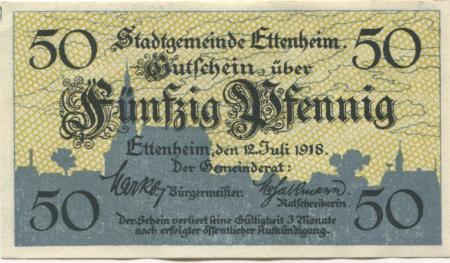 50 Stadtgemeinde Ettenheim. 50
Gutschein über
Fünfzig Pfennig
Ettenheim, den 12. Juli 1918.
Der Gemeinderat:
Bürgermeister.
Ratschreiberin.
50 Der Schein verliert seine Gültigkeit 3 Monate 50
nach erfolgter öffentlicher Aufkündigung.